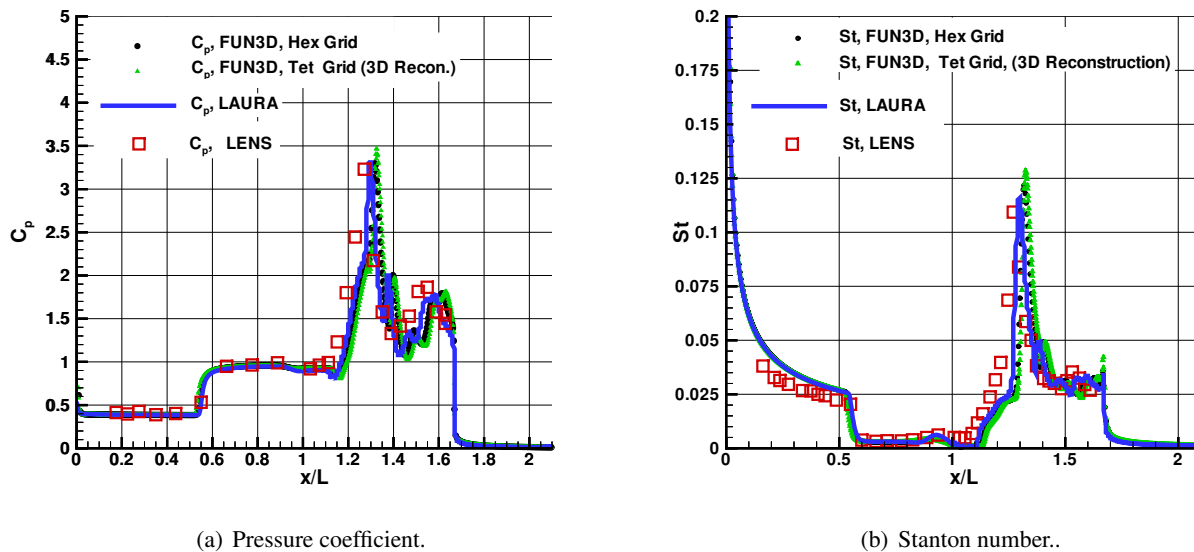 C_p, FUN3D, Hex Grid
C_p, FUN3D, Tet Grid (3D Recon.)
C_p, LAURA
C_p, LENS
5
4.5
4
3.5
3
2.5
2
1.5
1
0.5
0
C_p
0 0.2 0.4 0.6 0.8 1 1.2 1.4 1.6 1.8 2
x/L
(a) Pressure coefficient.
St, FUN3D, Hex Grid
St, FUN3D, Tet Grid, (3D Reconstruction)
St, LAURA
St, LENS
0.2
0.175
0.15
0.125
0.1
0.075
0.05
0.025
0
St
0 0.5 1 1.5 2
x/L
(b) Stanton number..